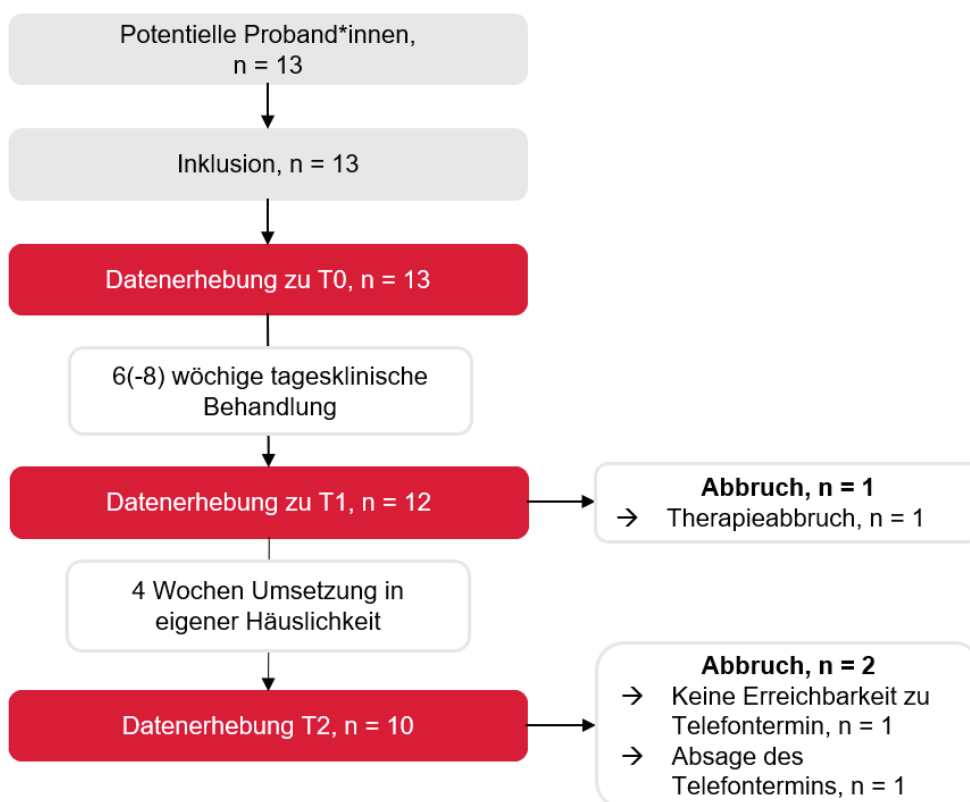 Potentielle Proband*innen,
n = 13
Inklusion, n = 13
Datenerhebung zu T0, n = 13
6(-8) wöchige tagesklinische
Behandlung
Datenerhebung zu T1, n = 12
Abbruch, n = 1
→ Therapieabbruch, n = 1
4 Wochen Umsetzung in
eigener Häuslichkeit
Datenerhebung T2, n = 10
Abbruch, n = 2
→ Keine Erreichbarkeit zu
Telefontermin, n = 1
→ Absage des
Telefontermins, n = 1